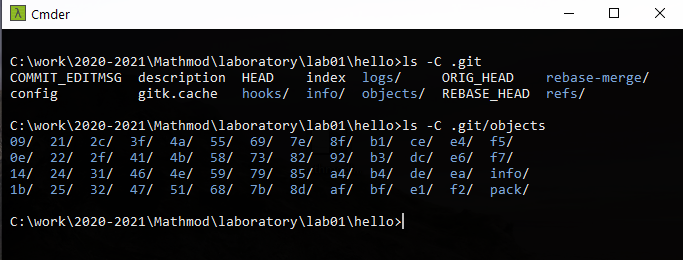 Cmder
C:\work\2020-2021\Mathmod\laboratory\lab01\hello>ls -C .git
COMMIT_EDITMSG  description  HEAD    index  logs/     ORIG_HEAD    rebase-merge/
config          gitk.cache   hooks/  info/  objects/  REBASE_HEAD  refs/
C:\work\2020-2021\Mathmod\laboratory\lab01\hello>ls -C .git/objects
09/  21/  2c/  3f/  4a/  55/  69/  7e/  8f/  b1/  ce/  e4/  f5/
0e/  22/  2f/  41/  4b/  58/  73/  82/  92/  b3/  dc/  e6/  f7/
14/  24/  31/  46/  4e/  59/  79/  85/  a4/  b4/  de/  ea/  info/
1b/  25/  32/  47/  51/  68/  7b/  8d/  af/  bf/  e1/  f2/  pack/
C:\work\2020-2021\Mathmod\laboratory\lab01\hello>